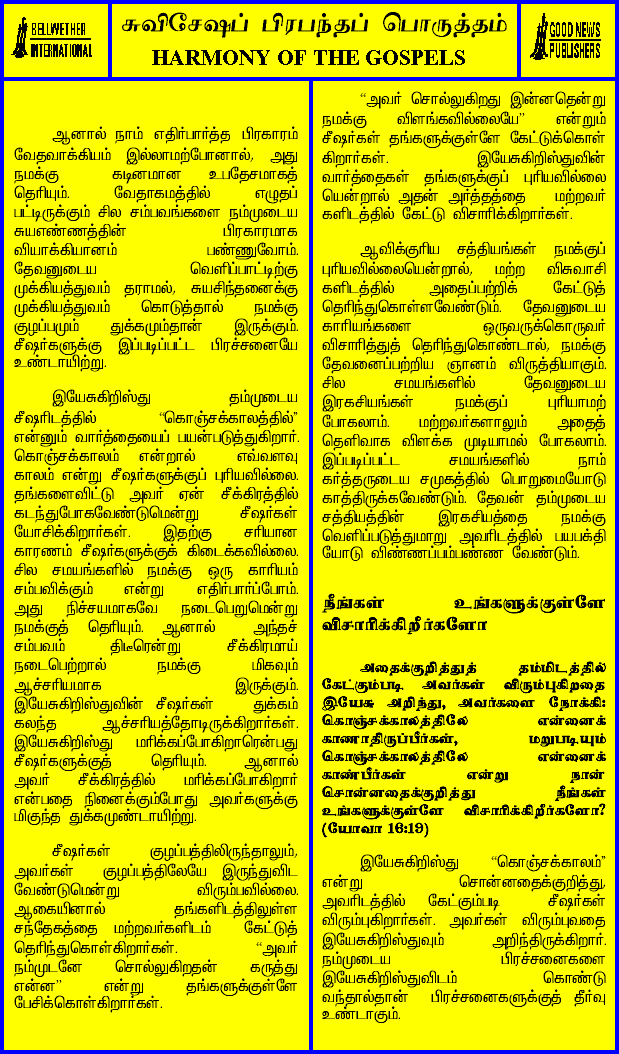 BELLWETHER
INTERNATIONAL
சுவிசேஷப் பிரபந்தப் பொருத்தம்
HARMONY OF THE GOSPELS
GOOD NEWS
PUBLISHERS
ஆனால் நாம் எதிர்பார்த்த பிரகாரம்
வேதவாக்கியம் இல்லாமற்போனால், அது
நமக்கு கடினமான உபதேசமாகத்
தெரியும். வேதாகமத்தில் எழுதப்
பட்டிருக்கும் சில சம்பவங்களை நம்முடைய
சுயஎண்ணத்தின் பிரகாரமாக
வியாக்கியானம் பண்ணுவோம்.
தேவனுடைய வெளிப்பாட்டிற்கு
முக்கியத்துவம் தராமல், சுயசிந்தனைக்கு
முக்கியத்துவம் கொடுத்தால் நமக்கு
குழப்பமும் துக்கமும்தான் இருக்கும்.
சீஷர்களுக்கு இப்படிப்பட்ட பிரச்சனையே
உண்டாயிற்று.
இயேசுகிறிஸ்து தம்முடைய
சீஷரிடத்தில் “கொஞ்சக்காலத்தில்”
என்னும் வார்த்தையைப் பயன்படுத்துகிறார்.
கொஞ்சக்காலம் என்றால் எவ்வளவு
காலம் என்று சீஷர்களுக்குப் புரியவில்லை.
தங்களைவிட்டு அவர் ஏன் சீக்கிரத்தில்
கடந்துபோகவேண்டுமென்று சீஷர்கள்
யோசிக்கிறார்கள். இதற்கு சரியான
காரணம் சீஷர்களுக்குக் கிடைக்கவில்லை.
சில சமயங்களில் நமக்கு ஒரு காரியம்
சம்பவிக்கும் என்று எதிர்பார்ப்போம்.
அது நிச்சயமாகவே நடைபெறுமென்று
நமக்குத் தெரியும். ஆனால் அந்தச்
சம்பவம் திடீரென்று சீக்கிரமாய்
நடைபெற்றால் நமக்கு மிகவும்
ஆச்சரியமாக இருக்கும்.
இயேசுகிறிஸ்துவின் சீஷர்கள் துக்கம்
கலந்த ஆச்சரியத்தோடிருக்கிறார்கள்.
இயேசுகிறிஸ்து மரிக்கப்போகிறாரென்பது
சீஷர்களுக்குத் தெரியும். ஆனால்
அவர் சீக்கிரத்தில் மரிக்கப்போகிறார்
என்பதை நினைக்கும்போது அவர்களுக்கு
மிகுந்த துக்கமுண்டாயிற்று.
சீஷர்கள் குழப்பத்திலிருந்தாலும்,
அவர்கள் குழப்பத்திலேயே இருந்துவிட
வேண்டுமென்று விரும்பவில்லை.
ஆகையினால் தங்களிடத்திலுள்ள
சந்தேகத்தை மற்றவர்களிடம் கேட்டுத்
தெரிந்துகொள்கிறார்கள். “அவர்
நம்முடனே சொல்லுகிறதன் கருத்து
என்ன” என்று தங்களுக்குள்ளே
பேசிக்கொள்கிறார்கள்.
“அவர் சொல்லுகிறது இன்னதென்று
நமக்கு விளங்கவில்லையே” என்றும்
சீஷர்கள் தங்களுக்குள்ளே கேட்டுக்கொள்
கிறார்கள். இயேசுகிறிஸ்துவின்
வார்த்தைகள் தங்களுக்குப் புரியவில்லை
யென்றால் அதன் அர்த்தத்தை மற்றவர்
களிடத்தில் கேட்டு விசாரிக்கிறார்கள்.
ஆவிக்குரிய சத்தியங்கள் நமக்குப்
புரியவில்லையென்றால், மற்ற விசுவாசி
களிடத்தில் அதைப்பற்றிக் கேட்டுத்
தெரிந்துகொள்ளவேண்டும். தேவனுடைய
காரியங்களை ஒருவருக்கொருவர்
விசாரித்துத் தெரிந்துகொண்டால், நமக்கு
தேவனைப்பற்றிய ஞானம் விருத்தியாகும்.
சில சமயங்களில் தேவனுடைய
இரகசியங்கள் நமக்குப் புரியாமற்
போகலாம். மற்றவர்களாலும் அதைத்
தெளிவாக விளக்க முடியாமல் போகலாம்.
இப்படிப்பட்ட சமயங்களில் நாம்
கர்த்தருடைய சமுகத்தில் பொறுமையோடு
காத்திருக்கவேண்டும். தேவன் தம்முடைய
சத்தியத்தின் இரகசியத்தை நமக்கு
வெளிப்படுத்துமாறு அவரிடத்தில் பயபக்தி
யோடு விண்ணப்பம்பண்ண வேண்டும்.
நீங்கள் உங்களுக்குள்ளே
விசாரிக்கிறீர்களோ
அதைக்குறித்துத் தம்மிடத்தில்
கேட்கும்படி அவர்கள் விரும்புகிறதை
இயேசு அறிந்து, அவர்களை நோக்கி:
கொஞ்சக்காலத்திலே என்னைக்
காணாதிருப்பீர்கள், மறுபடியும்
கொஞ்சக்காலத்திலே என்னைக்
காண்பீர்கள் என்று நான்
சொன்னதைக்குறித்து நீங்கள்
உங்களுக்குள்ளே விசாரிக்கிறீர்களோ?
(யோவா 16:19)
இயேசுகிறிஸ்து “கொஞ்சக்காலம்”
என்று சொன்னதைக்குறித்து,
அவரிடத்தில் கேட்கும்படி சீஷர்கள்
விரும்புகிறார்கள். அவர்கள் விரும்புவதை
இயேசுகிறிஸ்துவும் அறிந்திருக்கிறார்.
நம்முடைய பிரச்சனைகளை
இயேசுகிறிஸ்துவிடம் கொண்டு
வந்தால்தான் பிரச்சனைகளுக்குத் தீர்வு
உண்டாகும்.